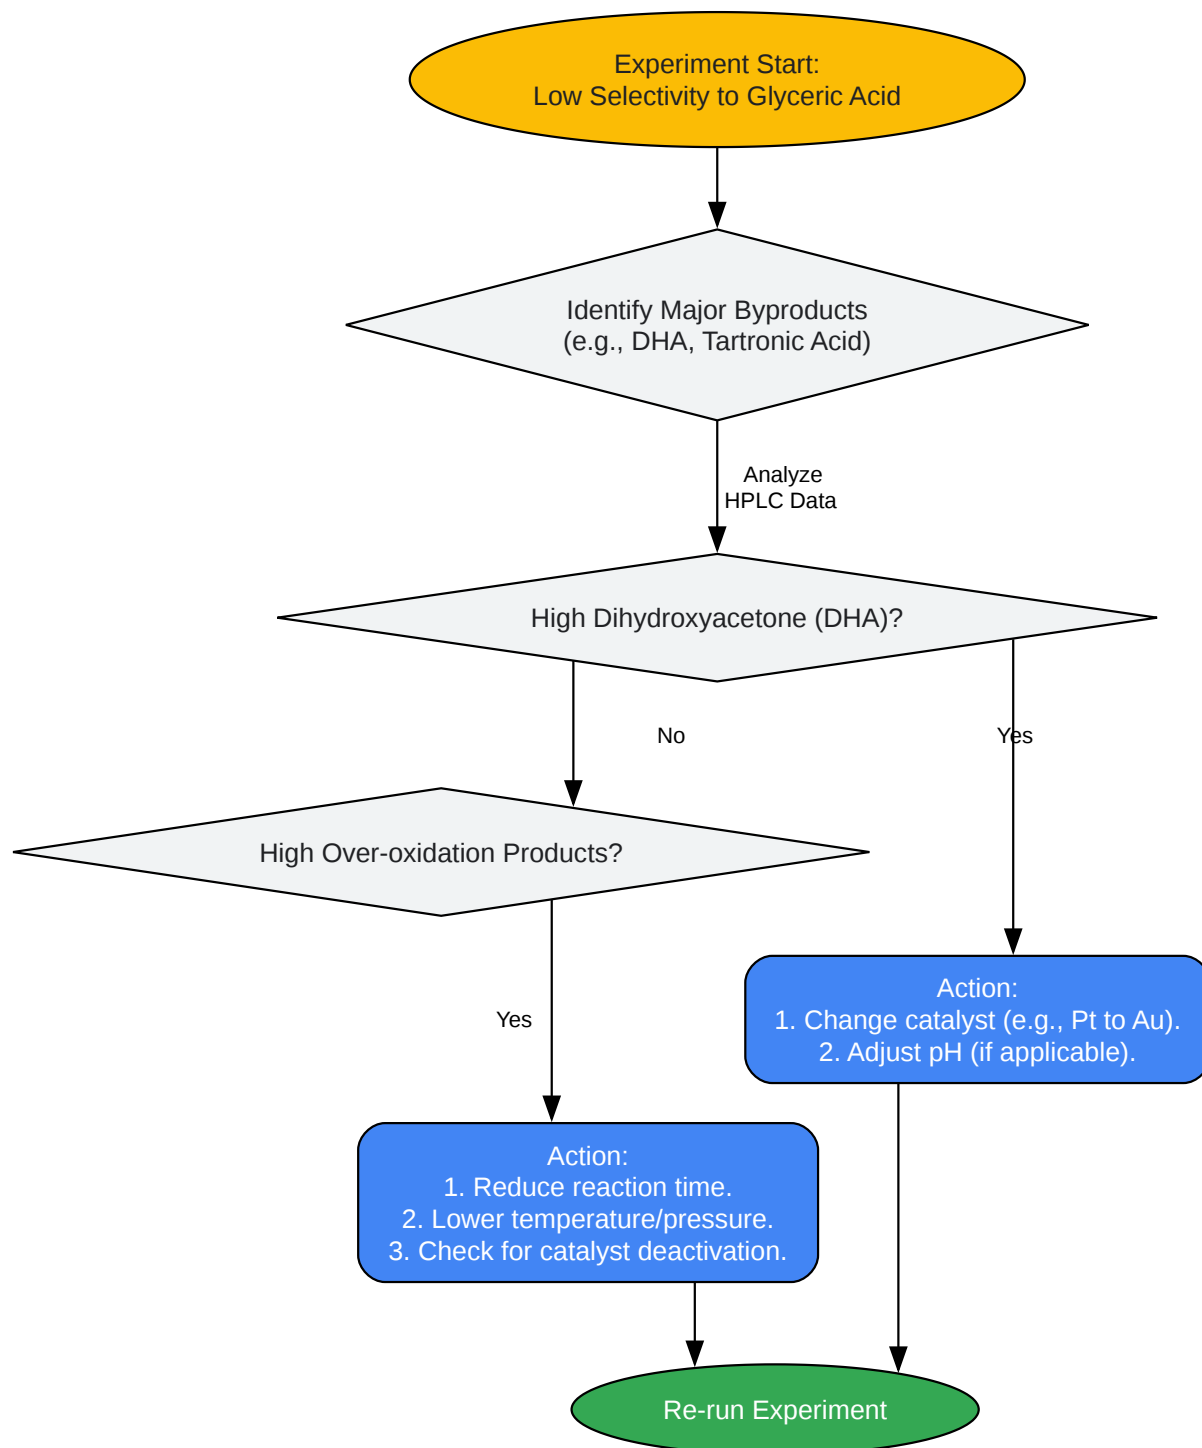 Experiment Start:
Low Selectivity to Glyceric Acid
Identify Major Byproducts
(e.g., DHA, Tartronic Acid)
Analyze
HPLC Data
High Dihydroxyacetone (DHA)?
No
Yes
High Over-oxidation Products?
Action:
1. Change catalyst (e.g., Pt to Au).
2. Adjust pH (if applicable).
Yes
Action:
1. Reduce reaction time.
2. Lower temperature/pressure.
3. Check for catalyst deactivation.
Re-run Experiment